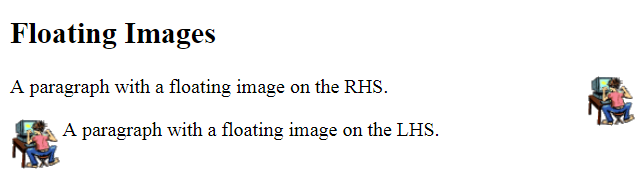 Floating Images
A paragraph with a floating image on the RHS.
A paragraph with a floating image on the LHS.